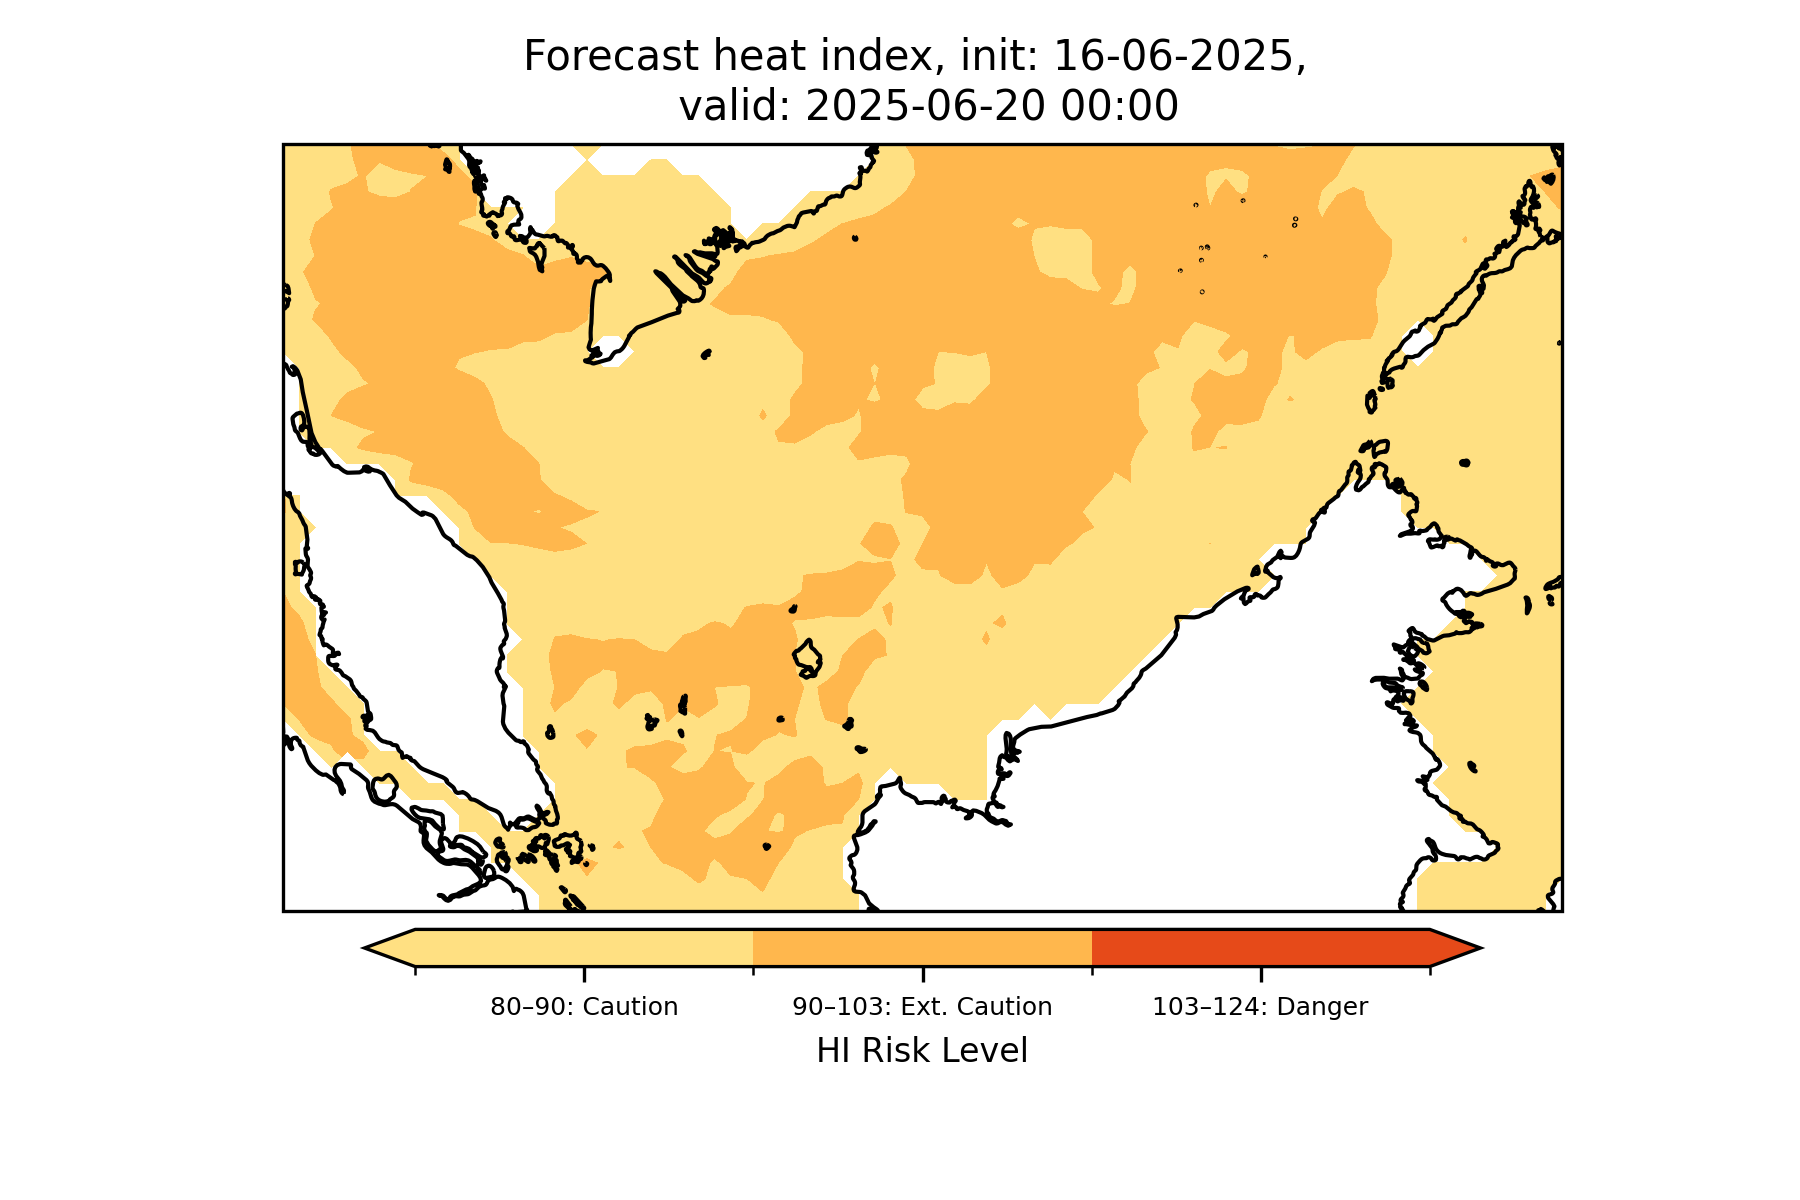 Forecast heat index, init: 16-06-2025,
valid: 2025-06-20 00:00
80–90: Caution
90–103: Ext. Caution
103–124: Danger
HI Risk Level